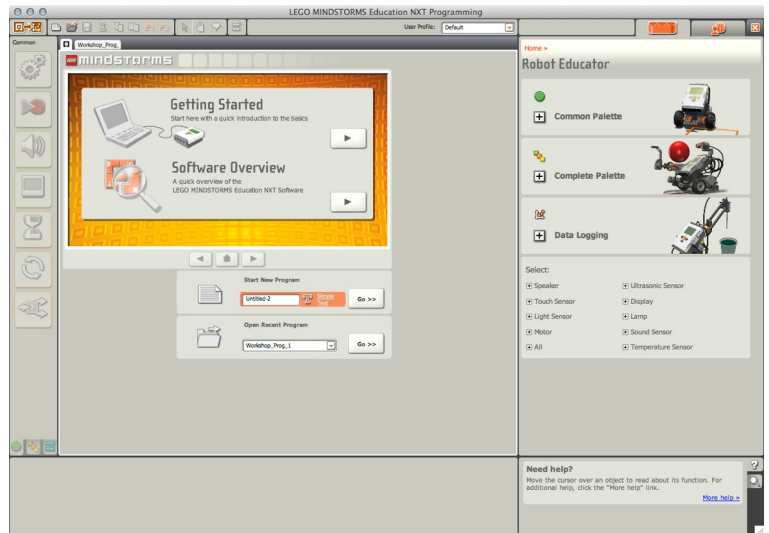 LEGO MINDSTORMS Education NXT Programming
User Profile: Default
Common
Workshop_Prog_
mindstorms
Getting Started
Start here with a quick introduction to the basics
Software Overview
A quick overview of the
LEGO MINDSTORMS Education NXT Software
Start New Program
Untitled-2
Simple
Text
Go >>
Open Recent Program
Workshop_Prog_1
Go >>
Home »
Robot Educator
Common Palette
Complete Palette
Data Logging
Select:
Speaker
Ultrasonic Sensor
Touch Sensor
Display
Light Sensor
Lamp
Motor
Sound Sensor
All
Temperature Sensor
Need help?
Move the cursor over an object to read about its function. For
additional help, click the "More help" link.
More help »
?